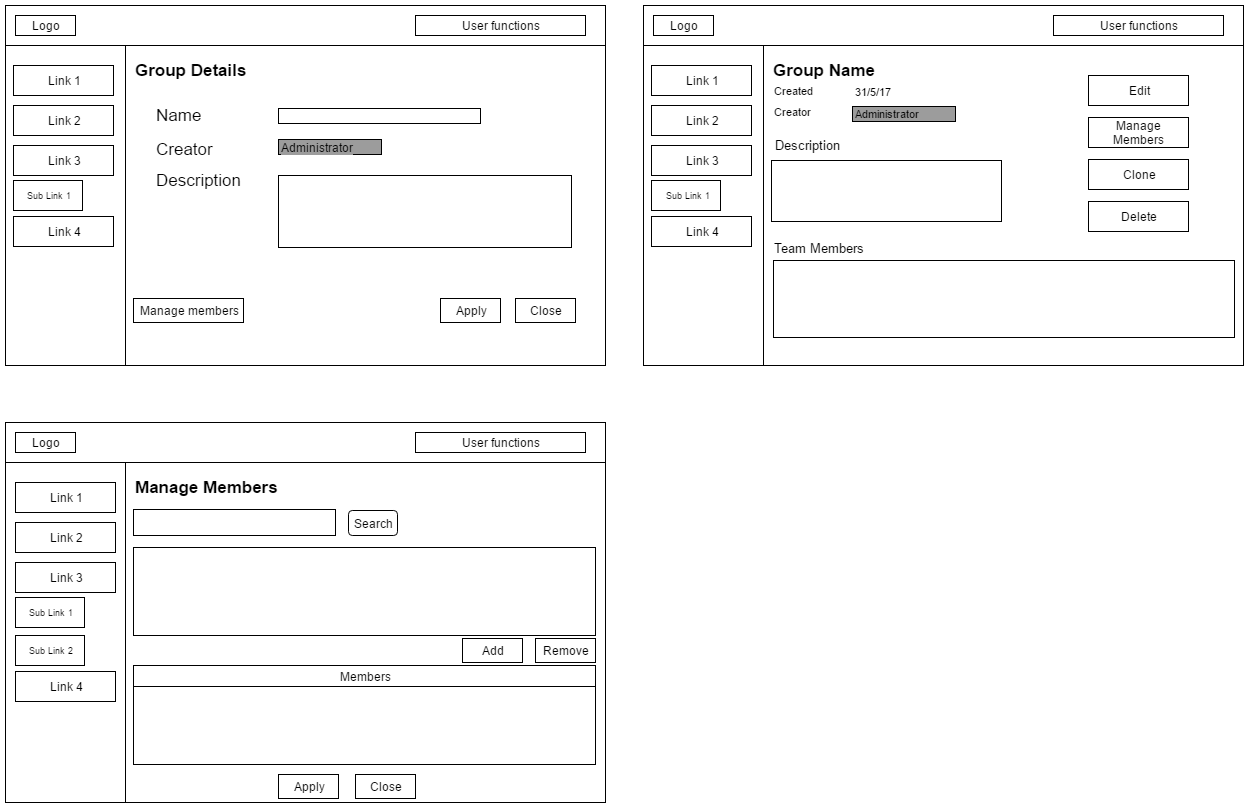 Logo
User functions
Link 1
Link 2
Link 3
Sub Link 1
Link 4
Group Details
Name
Creator
Administrator
Description
Manage members
Apply
Close
Logo
User functions
Link 1
Link 2
Link 3
Sub Link 1
Link 4
Group Name
Created
31/5/17
Creator
Administrator
Description
Edit
Manage
Members
Clone
Delete
Team Members
Logo
User functions
Link 1
Link 2
Link 3
Sub Link 1
Sub Link 2
Link 4
Manage Members
Search
Add
Remove
Members
Apply
Close